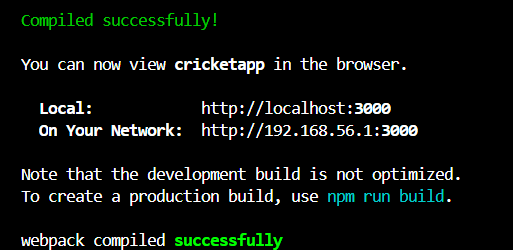 Compiled successfully!
You can now view cricketapp in the browser.
Local: http://localhost:3000
On Your Network: http://192.168.56.1:3000
Note that the development build is not optimized.
To create a production build, use npm run build.
webpack compiled successfully